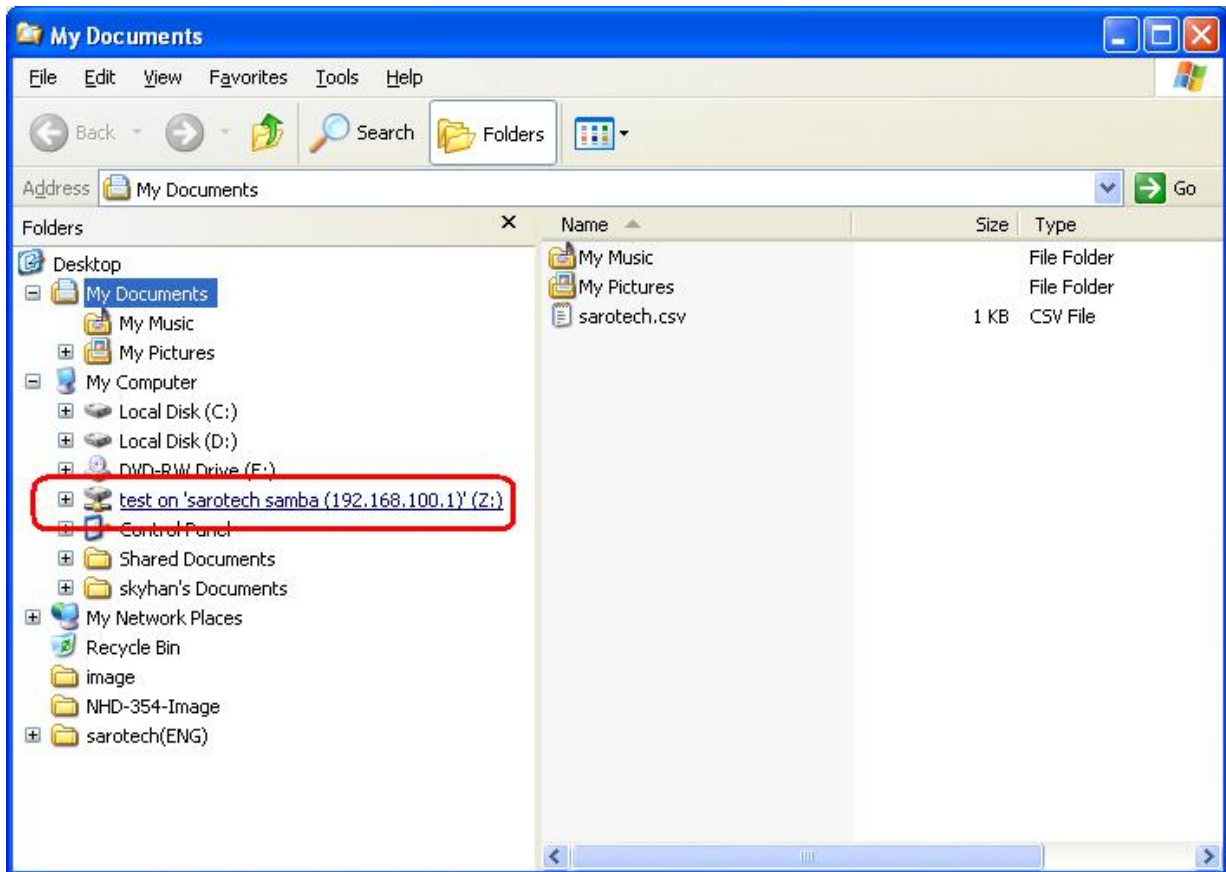 My Documents
File Edit View Favorites Tools Help
Back Search Folders
Address My Documents Go
Folders
Name Size Type
Desktop
My Documents
My Music
My Pictures
My Computer
Local Disk (C:)
Local Disk (D:)
DVD-RW Drive (E:)
test on 'sarotech samba (192.168.100.1)' (Z:)
Control Panel
Shared Documents
skyhan's Documents
My Network Places
Recycle Bin
image
NHD-354-Image
sarotech(ENG)
My Music File Folder
My Pictures File Folder
sarotech.csv 1 KB CSV File